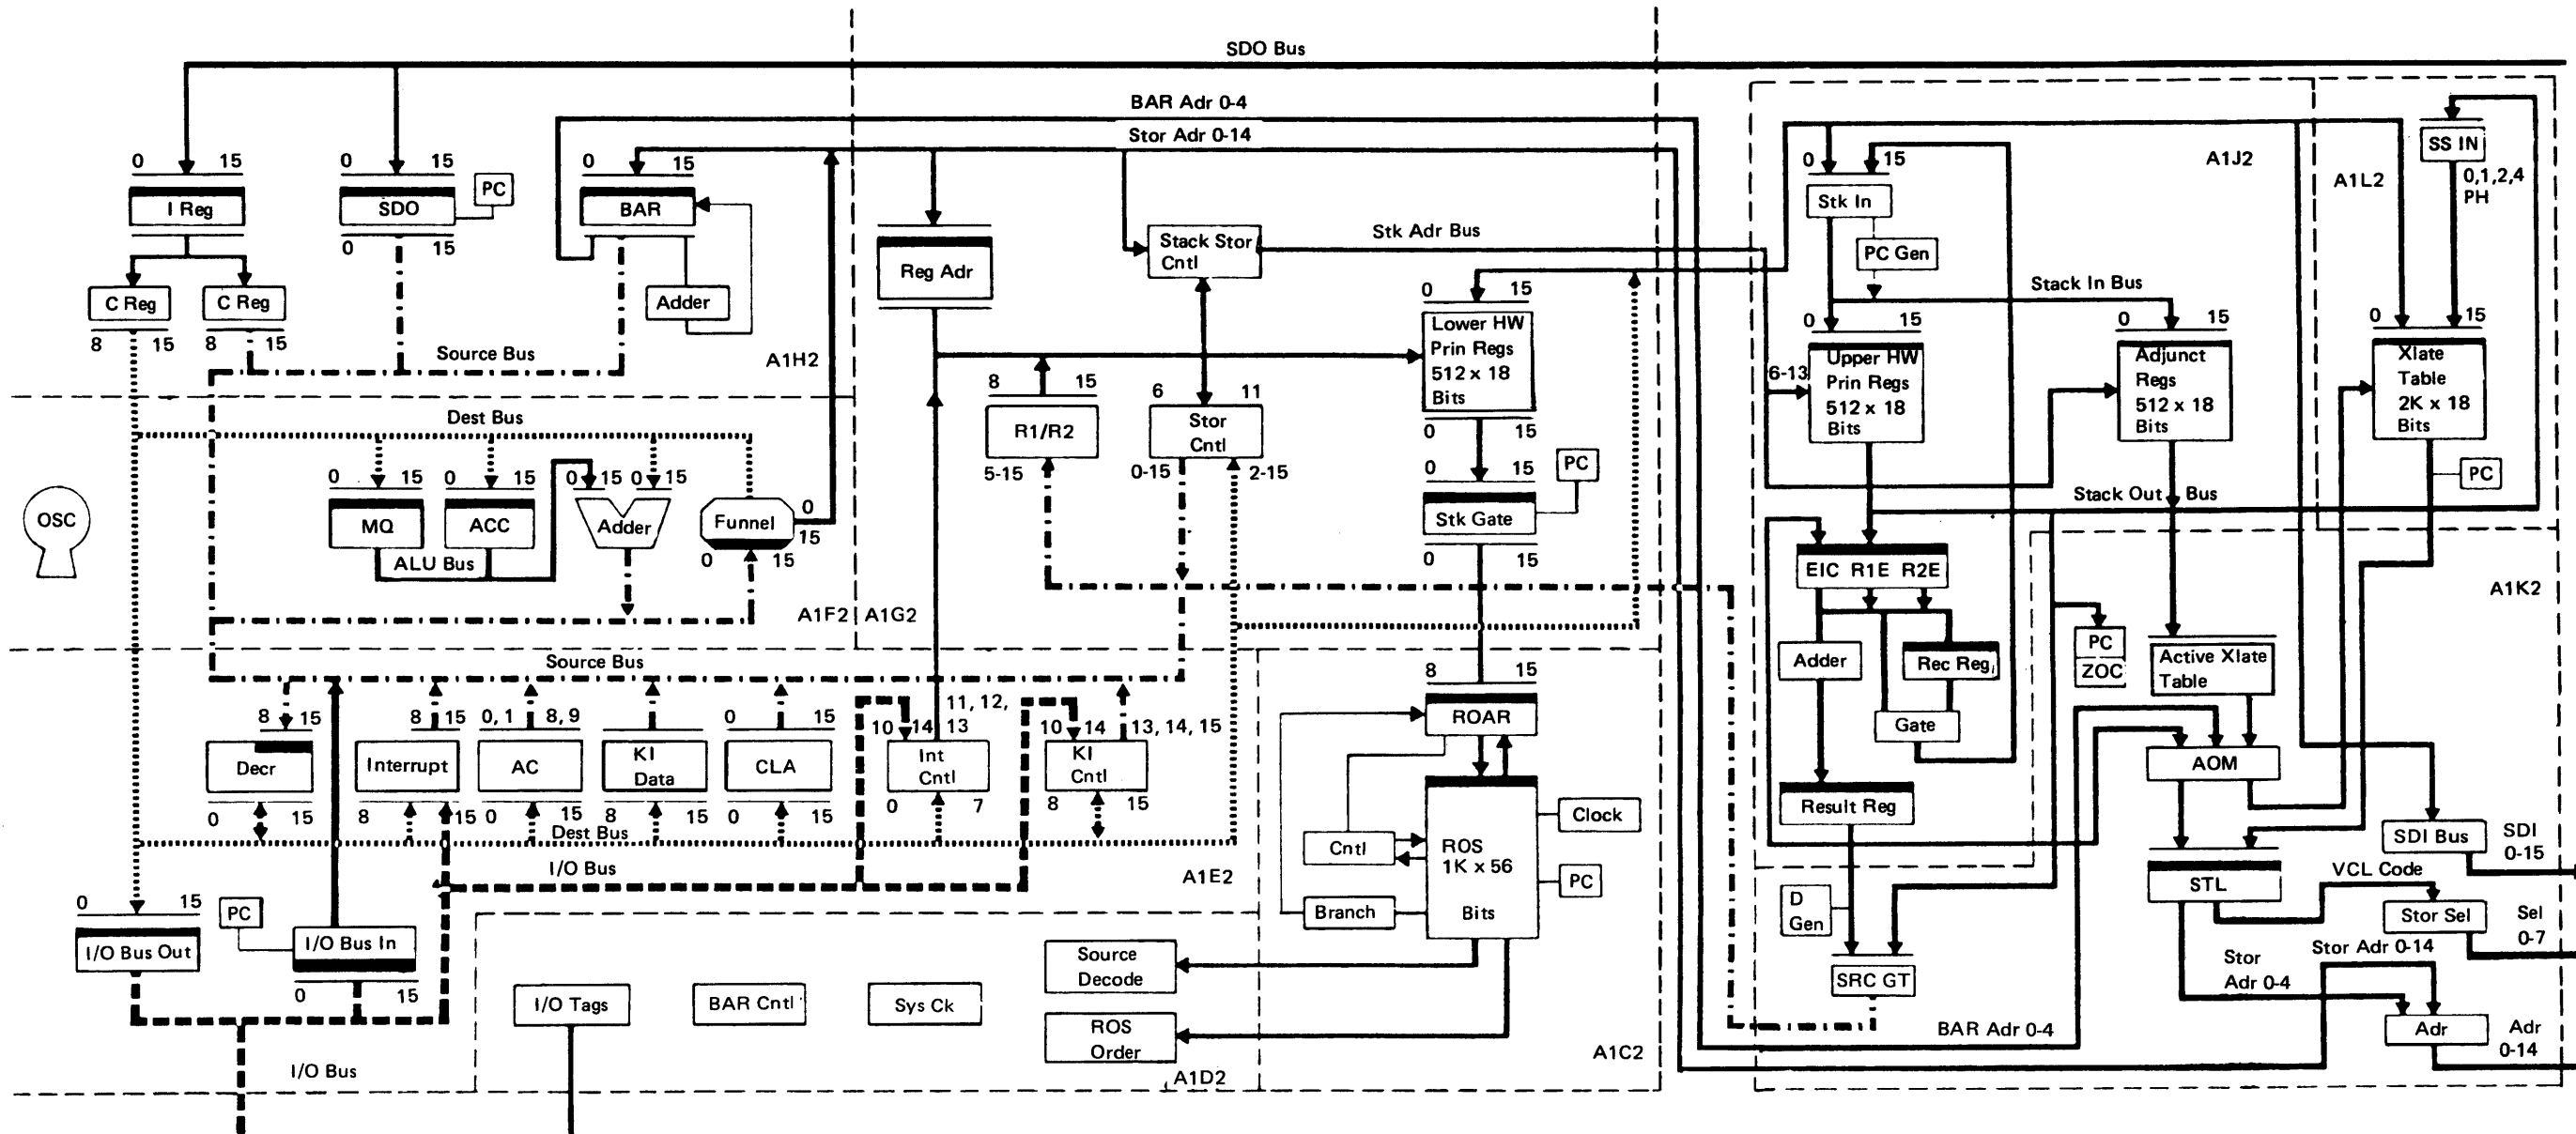 SDO Bus
BAR Adr 0-4
Stor Adr 0-14
0 15
I Reg
0 15
SDO
PC
0 15
0 15
BAR
C Reg
8 15
C Reg
8 15
Adder
Source Bus
A1H2
Reg Adr
Stack Stor
Cntl
Stk Adr Bus
0 15
Lower HW
Prin Regs
512 x 18
Bits
0 15
8 15
R1/R2
5-15
6 11
Stor
Cntl
0-15 2-15
0 15
Stk Gate
PC
0 15
0 15
Stk In
PC Gen
A1J2
Stack In Bus
0 15
Upper HW
Prin Regs
512 x 18
Bits
6-13
0 15
Adjunct
Regs
512 x 18
Bits
A1L2
SS IN
0,1,2,4
PH
0 15
Xlate
Table
2K x 18
Bits
PC
Stack Out Bus
Dest Bus
OSC
0 15
MQ
0 15
ACC
0 15 0 15
Adder
Funnel
0
15
0 15
ALU Bus
A1F2
A1G2
Source Bus
8 15
Decr
0 15
8 15
Interrupt
8 15
0, 1 8, 9
AC
0 15
KI
Data
8 15
0 15
CLA
0 15
10 14
11, 12,
13
Int
Cntl
0 7
10 14
13, 14, 15
KI
Cntl
8 15
Dest Bus
I/O Bus
A1E2
0 15
I/O Bus Out
PC
I/O Bus In
0 15
I/O Bus
I/O Tags
BAR Cntl
Sys Ck
A1D2
8 15
ROAR
Cntl
Branch
ROS
1K x 56
Bits
Clock
PC
Source
Decode
ROS
Order
A1C2
EIC R1E R2E
Adder
Rec Reg
Gate
Result Reg
D
Gen
SRC GT
PC
ZOC
Active Xlate
Table
AOM
STL
A1K2
SDI Bus
SDI
0-15
VCL Code
Stor Sel
Sel
0-7
Stor Adr 0-14
Stor
Adr 0-4
BAR Adr 0-4
Adr
Adr
0-14